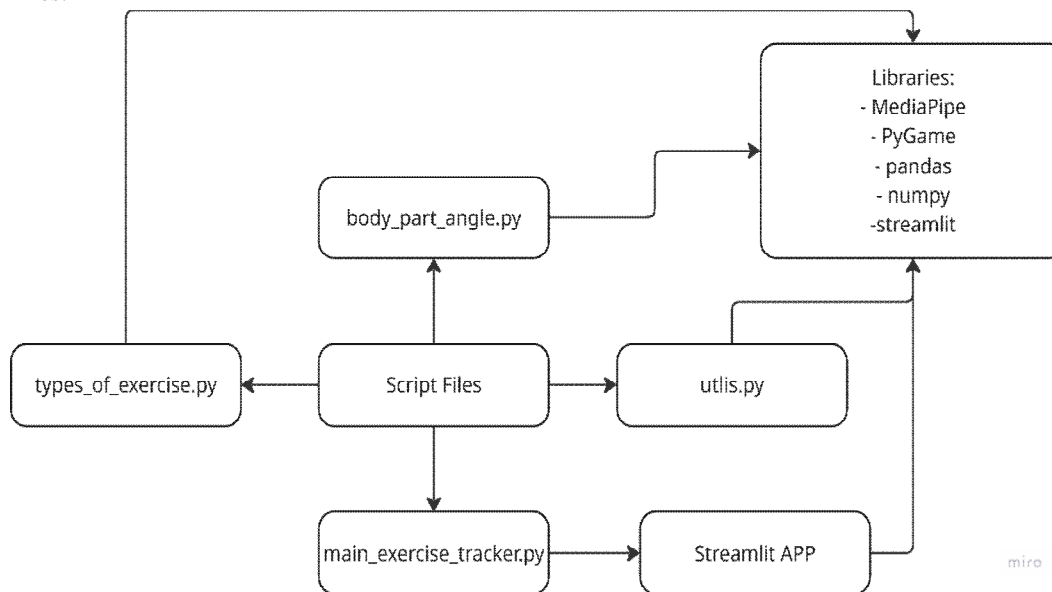 Libraries:
- MediaPipe
- PyGame
- pandas
- numpy
-streamlit
body_part_angle.py
types_of_exercise.py
Script Files
utlis.py
main_exercise_tracker.py
Streamlit APP
miro